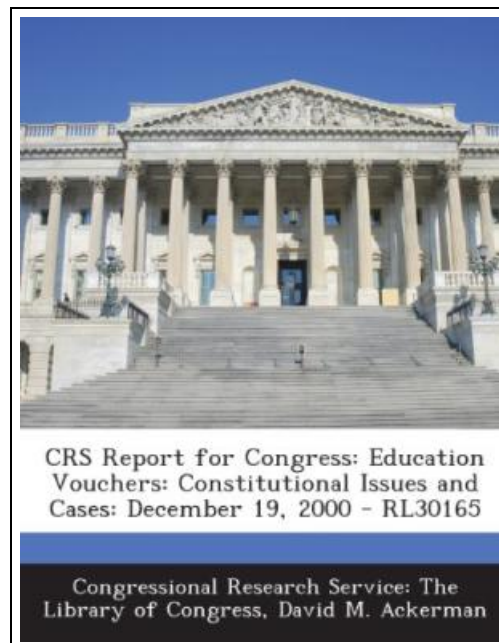 CRS Report for Congress: Education
Vouchers: Constitutional Issues and
Cases: December 19, 2000 - RL30165
Congressional Research Service: The
Library of Congress, David M. Ackerman